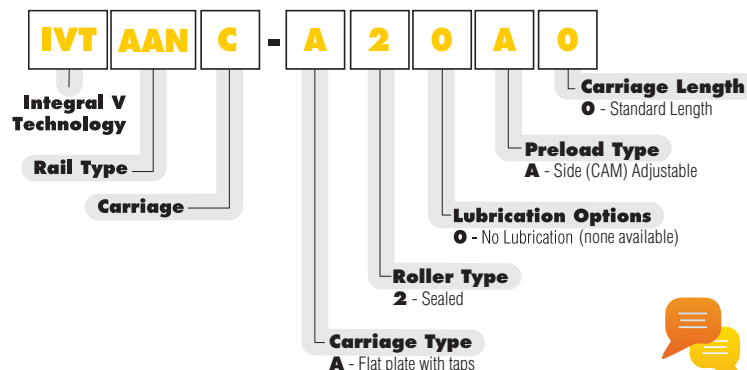 IVT AAN C - A 2 0 A 0
Integral V
Technology
Rail Type
Carriage
Carriage Length
0 - Standard Length
Preload Type
A - Side (CAM) Adjustable
Lubrication Options
0 - No Lubrication (none available)
Roller Type
2 - Sealed
Carriage Type
A - Flat plate with taps